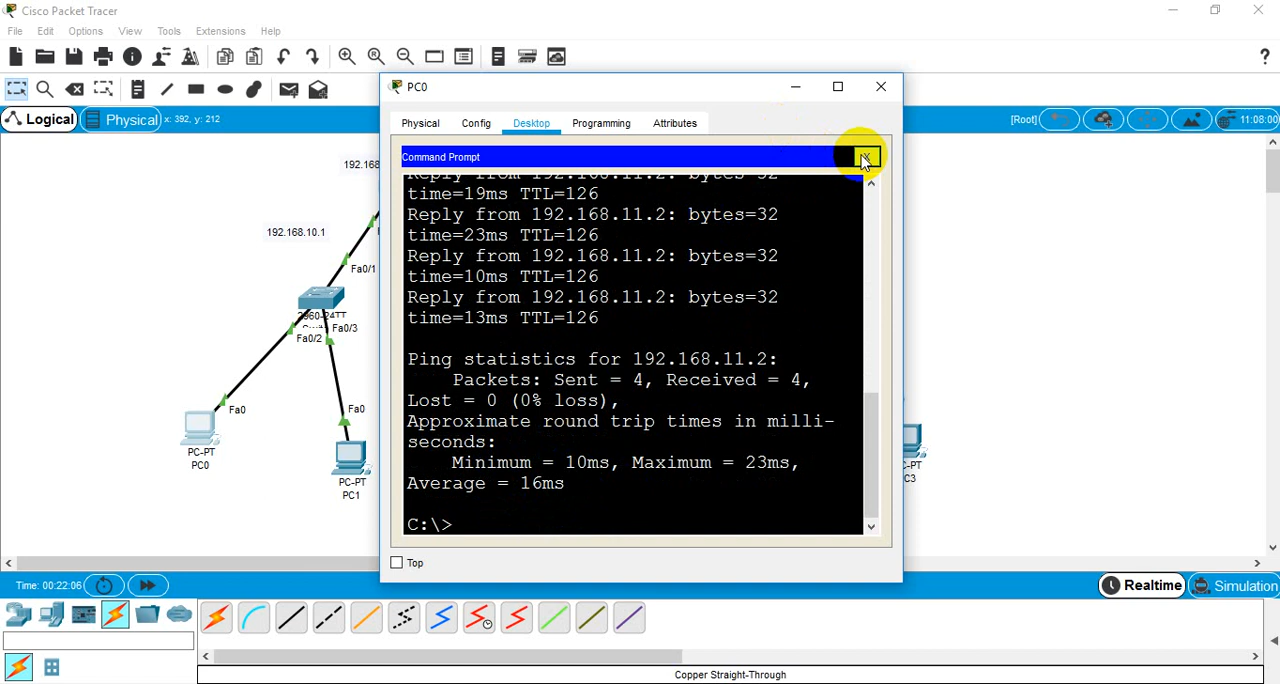 Cisco Packet Tracer
File Edit Options View Tools Extensions Help
Logical
Physical
x: 392, y: 212
[Root]
11:08:00
PC0
Physical Config Desktop Programming Attributes
Command Prompt
X
time=19ms TTL=126
Reply from 192.168.11.2: bytes=32
time=23ms TTL=126
Reply from 192.168.11.2: bytes=32
time=10ms TTL=126
Reply from 192.168.11.2: bytes=32
time=13ms TTL=126
Ping statistics for 192.168.11.2:
Packets: Sent = 4, Received = 4,
Lost = 0 (0% loss),
Approximate round trip times in milli-
seconds:
Minimum = 10ms, Maximum = 23ms,
Average = 16ms
C:\>
Top
192.168
192.168.10.1
Fa0/1
Fa0/3
Fa0/2
Fa0
Fa0
PC-PT
PC0
PC-PT
PC1
C-PT
C3
Time: 00:22:06
Realtime
Simulation
Copper Straight-Through